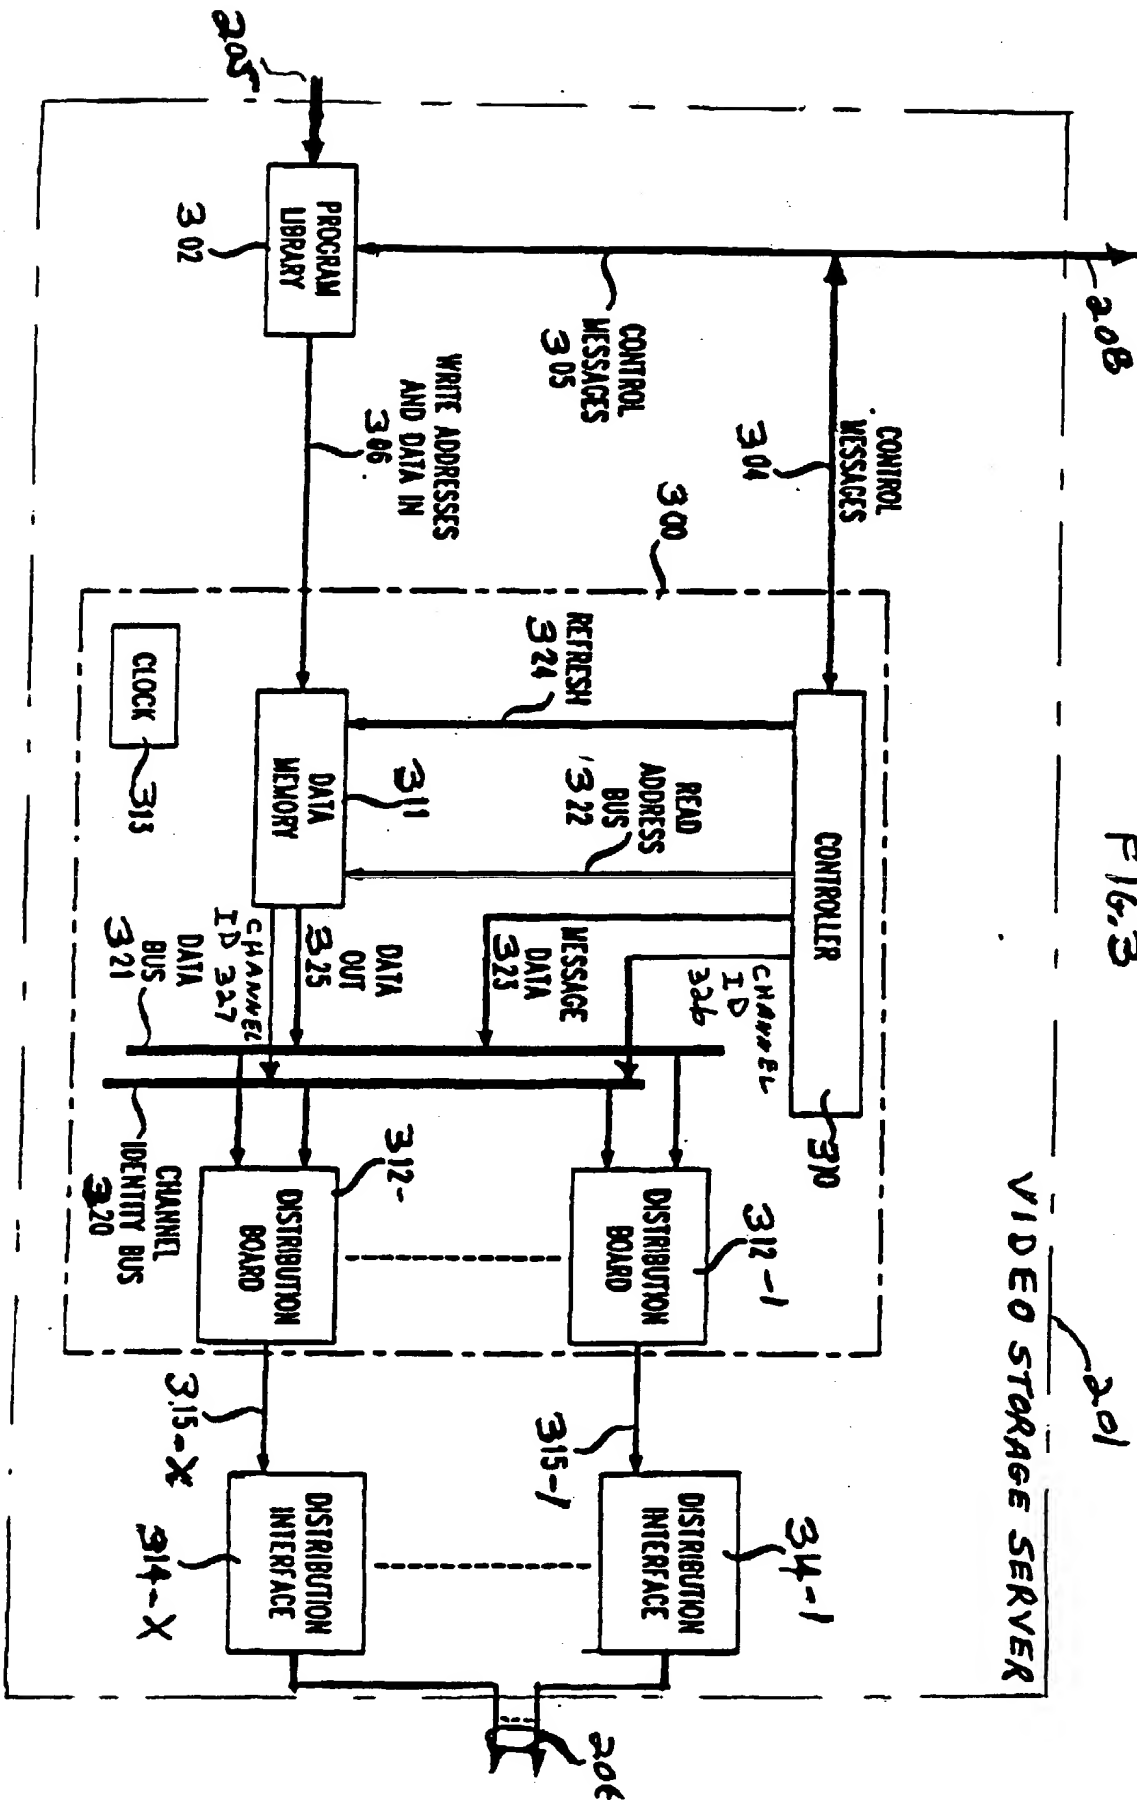 FIG. 3
VIDEO STORAGE SERVER
201
208
205
PROGRAM
LIBRARY
302
CONTROL
MESSAGES
305
CONTROL
MESSAGES
304
WRITE ADDRESSES
AND DATA IN
306
300
CONTROLLER
310
REFRESH
324
READ
ADDRESS
BUS
322
MESSAGE
DATA
323
CHANNEL
ID
326
DATA
MEMORY
311
CLOCK
313
DATA
OUT
325
CHANNEL
ID 327
DATA
BUS
321
CHANNEL
IDENTITY BUS
320
DISTRIBUTION
BOARD
312-1
DISTRIBUTION
BOARD
312-
315-1
315-X
DISTRIBUTION
INTERFACE
314-1
DISTRIBUTION
INTERFACE
314-X